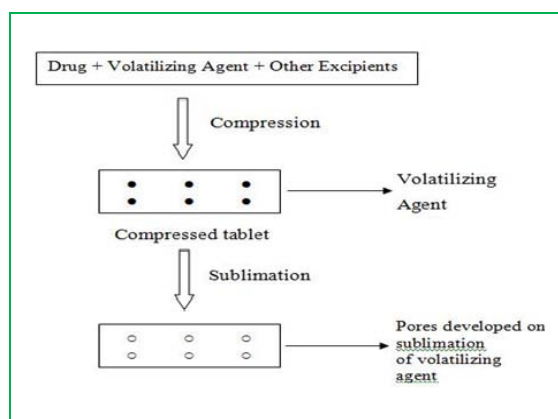 Drug + Volatilizing Agent + Other Excipients
Compression
Volatilizing
Agent
Compressed tablet
Sublimation
Pores developed on
sublimation
of volatilizing
agent